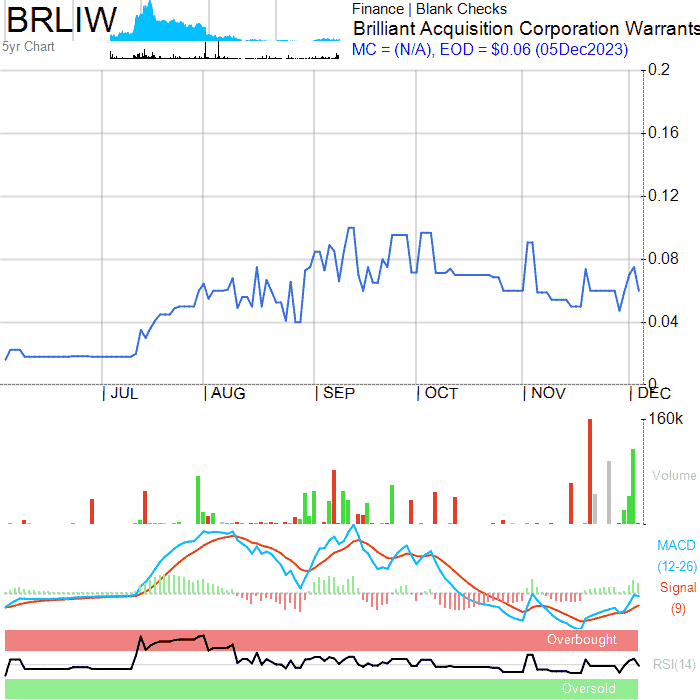 BRLIW
5yr Chart
Finance | Blank Checks
Brilliant Acquisition Corporation Warrants
MC = (N/A), EOD = $0.06 (05Dec2023)
0.2
0.16
0.12
0.08
0.04
0
JUL
AUG
SEP
OCT
NOV
DEC
160k
Volume
MACD
(12-26)
Signal
(9)
Overbought
RSI(14)
Oversold